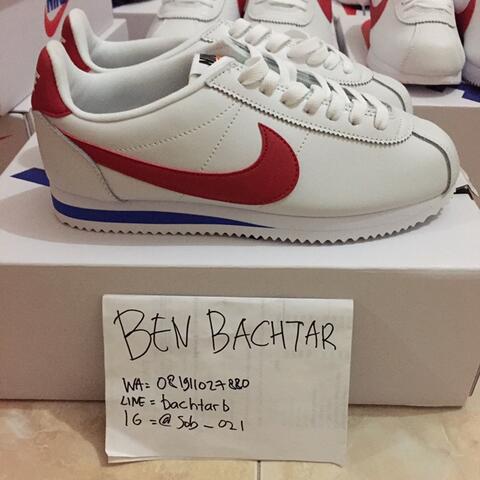 BEN BACHTAR
WA= 081911027880
LINE = bachtarb
IG =@ Sob_021